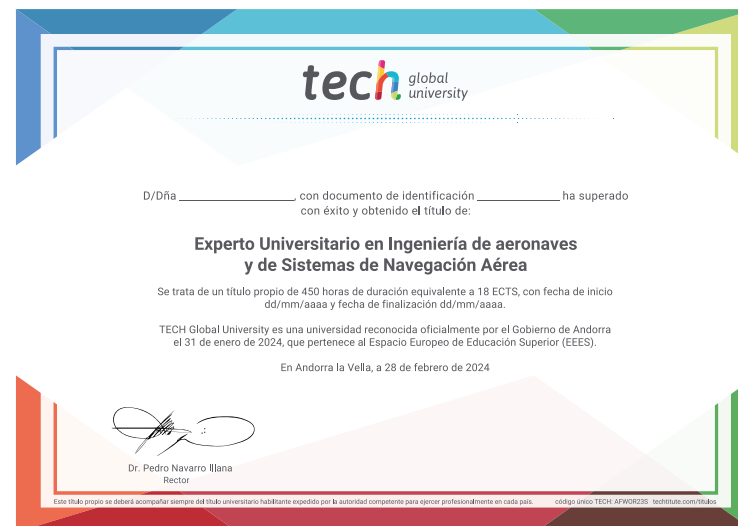 tech global university
D/Dña ______________, con documento de identificación ____________ ha superado
con éxito y obtenido el título de:
Experto Universitario en Ingeniería de aeronaves
y de Sistemas de Navegación Aérea
Se trata de un título propio de 450 horas de duración equivalente a 18 ECTS, con fecha de inicio
dd/mm/aaaa y fecha de finalización dd/mm/aaaa.
TECH Global University es una universidad reconocida oficialmente por el Gobierno de Andorra
el 31 de enero de 2024, que pertenece al Espacio Europeo de Educación Superior (EEES).
En Andorra la Vella, a 28 de febrero de 2024
Dr. Pedro Navarro Illana
Rector
Este título propio se deberá acompañar siempre del título universitario habilitante expedido por la autoridad competente para ejercer profesionalmente en cada país. código único TECH: AFWOR23S techtitute.com/titulos